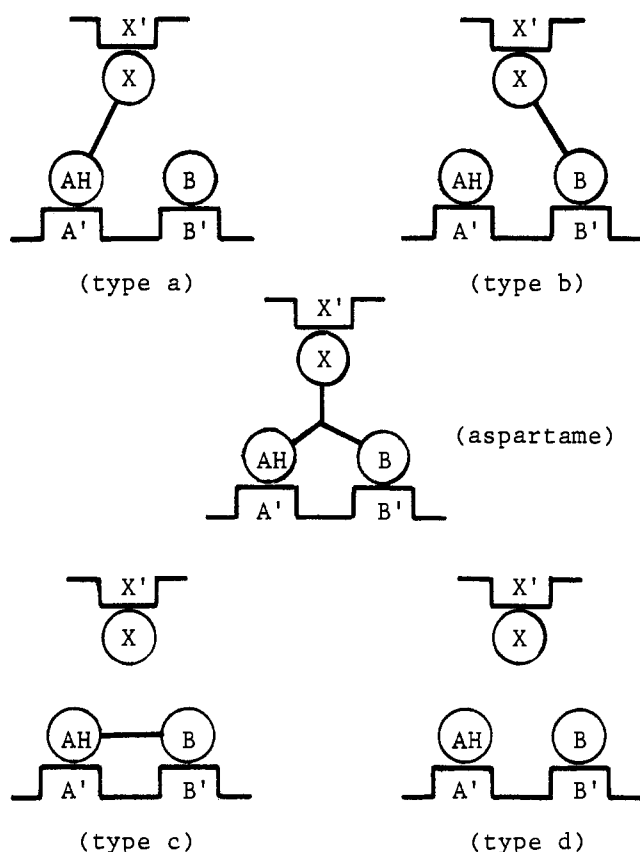 X' X'
X X
AH B AH B
A' B' A' B'
(type a) (type b)
X'
X
(aspartame)
AH B
A' B'
X' X'
X X
AH B AH B
A' B' A' B'
(type c) (type d)